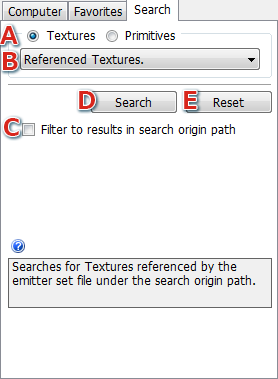 Computer Favorites Search
A Textures Primitives
B Referenced Textures.
D Search E Reset
C Filter to results in search origin path
?
Searches for Textures referenced by the
emitter set file under the search origin path.